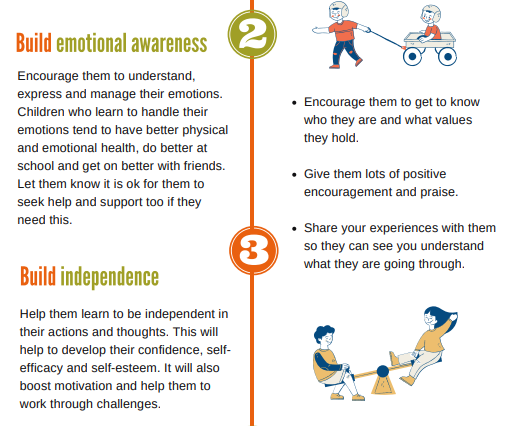 2
Build emotional awareness
Encourage them to understand,
express and manage their emotions.
Children who learn to handle their
emotions tend to have better physical
and emotional health, do better at
school and get on better with friends.
Let them know it is ok for them to
seek help and support too if they
need this.
• Encourage them to get to know
who they are and what values
they hold.
• Give them lots of positive
encouragement and praise.
• Share your experiences with them
so they can see you understand
what they are going through.
3
Build independence
Help them learn to be independent in
their actions and thoughts. This will
help to develop their confidence, self-
efficacy and self-esteem. It will also
boost motivation and help them to
work through challenges.